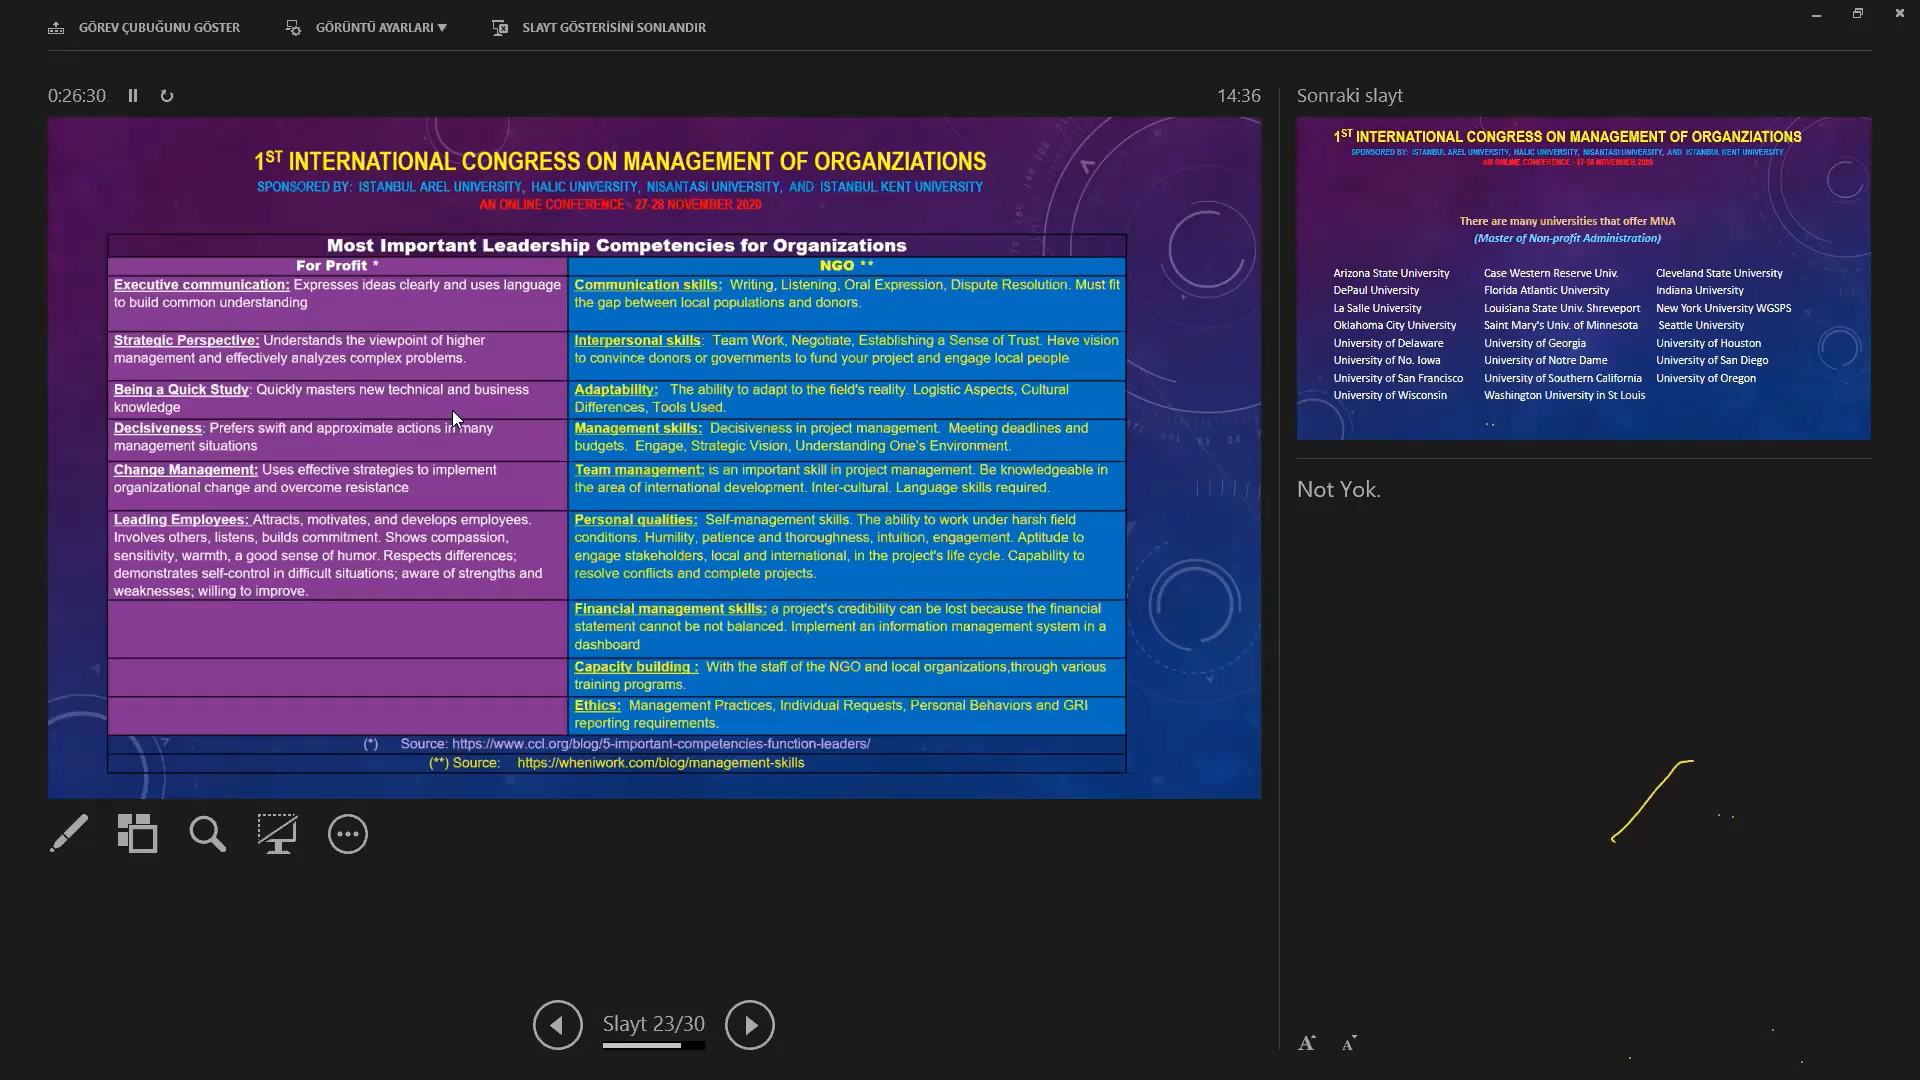 GÖREV ÇUBUĞUNU GÖSTER
GÖRÜNTÜ AYARLARI ▼
SLAYT GÖSTERİSİNİ SONLANDIR
0:26:30
14:36
1ST INTERNATIONAL CONGRESS ON MANAGEMENT OF ORGANZIATIONS
SPONSORED BY: ISTANBUL AREL UNIVERSITY, HALIC UNIVERSITY, NISANTASI UNIVERSITY, AND ISTANBUL KENT UNIVERSITY
AN ONLINE CONFERENCE - 27-28 NOVEMBER 2020
Most Important Leadership Competencies for Organizations
For Profit *
Executive communication: Expresses ideas clearly and uses language
to build common understanding
Strategic Perspective: Understands the viewpoint of higher
management and effectively analyzes complex problems.
Being a Quick Study: Quickly masters new technical and business
knowledge
Decisiveness: Prefers swift and approximate actions in many
management situations
Change Management: Uses effective strategies to implement
organizational change and overcome resistance
Leading Employees: Attracts, motivates, and develops employees.
Involves others, listens, builds commitment. Shows compassion,
sensitivity, warmth, a good sense of humor. Respects differences;
demonstrates self-control in difficult situations; aware of strengths and
weaknesses; willing to improve.
NGO **
Communication skills: Writing, Listening, Oral Expression, Dispute Resolution. Must fit
the gap between local populations and donors.
Interpersonal skills: Team Work, Negotiate, Establishing a Sense of Trust. Have vision
to convince donors or governments to fund your project and engage local people
Adaptability: The ability to adapt to the field's reality. Logistic Aspects, Cultural
Differences, Tools Used.
Management skills: Decisiveness in project management. Meeting deadlines and
budgets. Engage, Strategic Vision, Understanding One's Environment.
Team management: is an important skill in project management. Be knowledgeable in
the area of international development. Inter-cultural. Language skills required.
Personal qualities: Self-management skills. The ability to work under harsh field
conditions. Humility, patience and thoroughness, intuition, engagement. Aptitude to
engage stakeholders, local and international, in the project's life cycle. Capability to
resolve conflicts and complete projects.
Financial management skills: a project's credibility can be lost because the financial
statement cannot be not balanced. Implement an information management system in a
dashboard
Capacity building : With the staff of the NGO and local organizations,through various
training programs.
Ethics: Management Practices, Individual Requests, Personal Behaviors and GRI
reporting requirements.
(*) Source: https://www.ccl.org/blog/5-important-competencies-function-leaders/
(**) Source: https://wheniwork.com/blog/management-skills
Slayt 23/30
Sonraki slayt
1ST INTERNATIONAL CONGRESS ON MANAGEMENT OF ORGANZIATIONS
SPONSORED BY: ISTANBUL AREL UNIVERSITY, HALIC UNIVERSITY, NISANTASI UNIVERSITY, AND ISTANBUL KENT UNIVERSITY
AN ONLINE CONFERENCE - 27-28 NOVEMBER 2020
There are many universities that offer MNA
(Master of Non-profit Administration)
Arizona State University Case Western Reserve Univ. Cleveland State University
DePaul University Florida Atlantic University Indiana University
La Salle University Louisiana State Univ. Shreveport New York University WGSPS
Oklahoma City University Saint Mary's Univ. of Minnesota Seattle University
University of Delaware University of Georgia University of Houston
University of No. Iowa University of Notre Dame University of San Diego
University of San Francisco University of Southern California University of Oregon
University of Wisconsin Washington University in St Louis
Not Yok.
A A